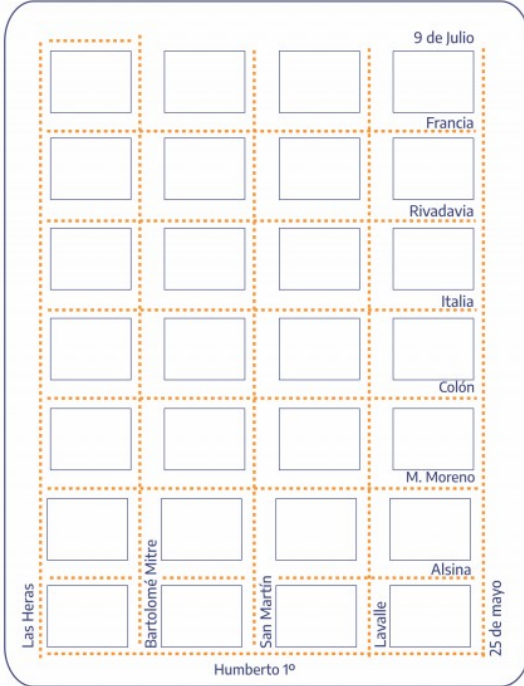 9 de Julio
Francia
Rivadavia
Italia
Colón
M. Moreno
Alsina
Las Heras
Bartolomé Mitre
San Martín
Lavalle
25 de mayo
Humberto 1º